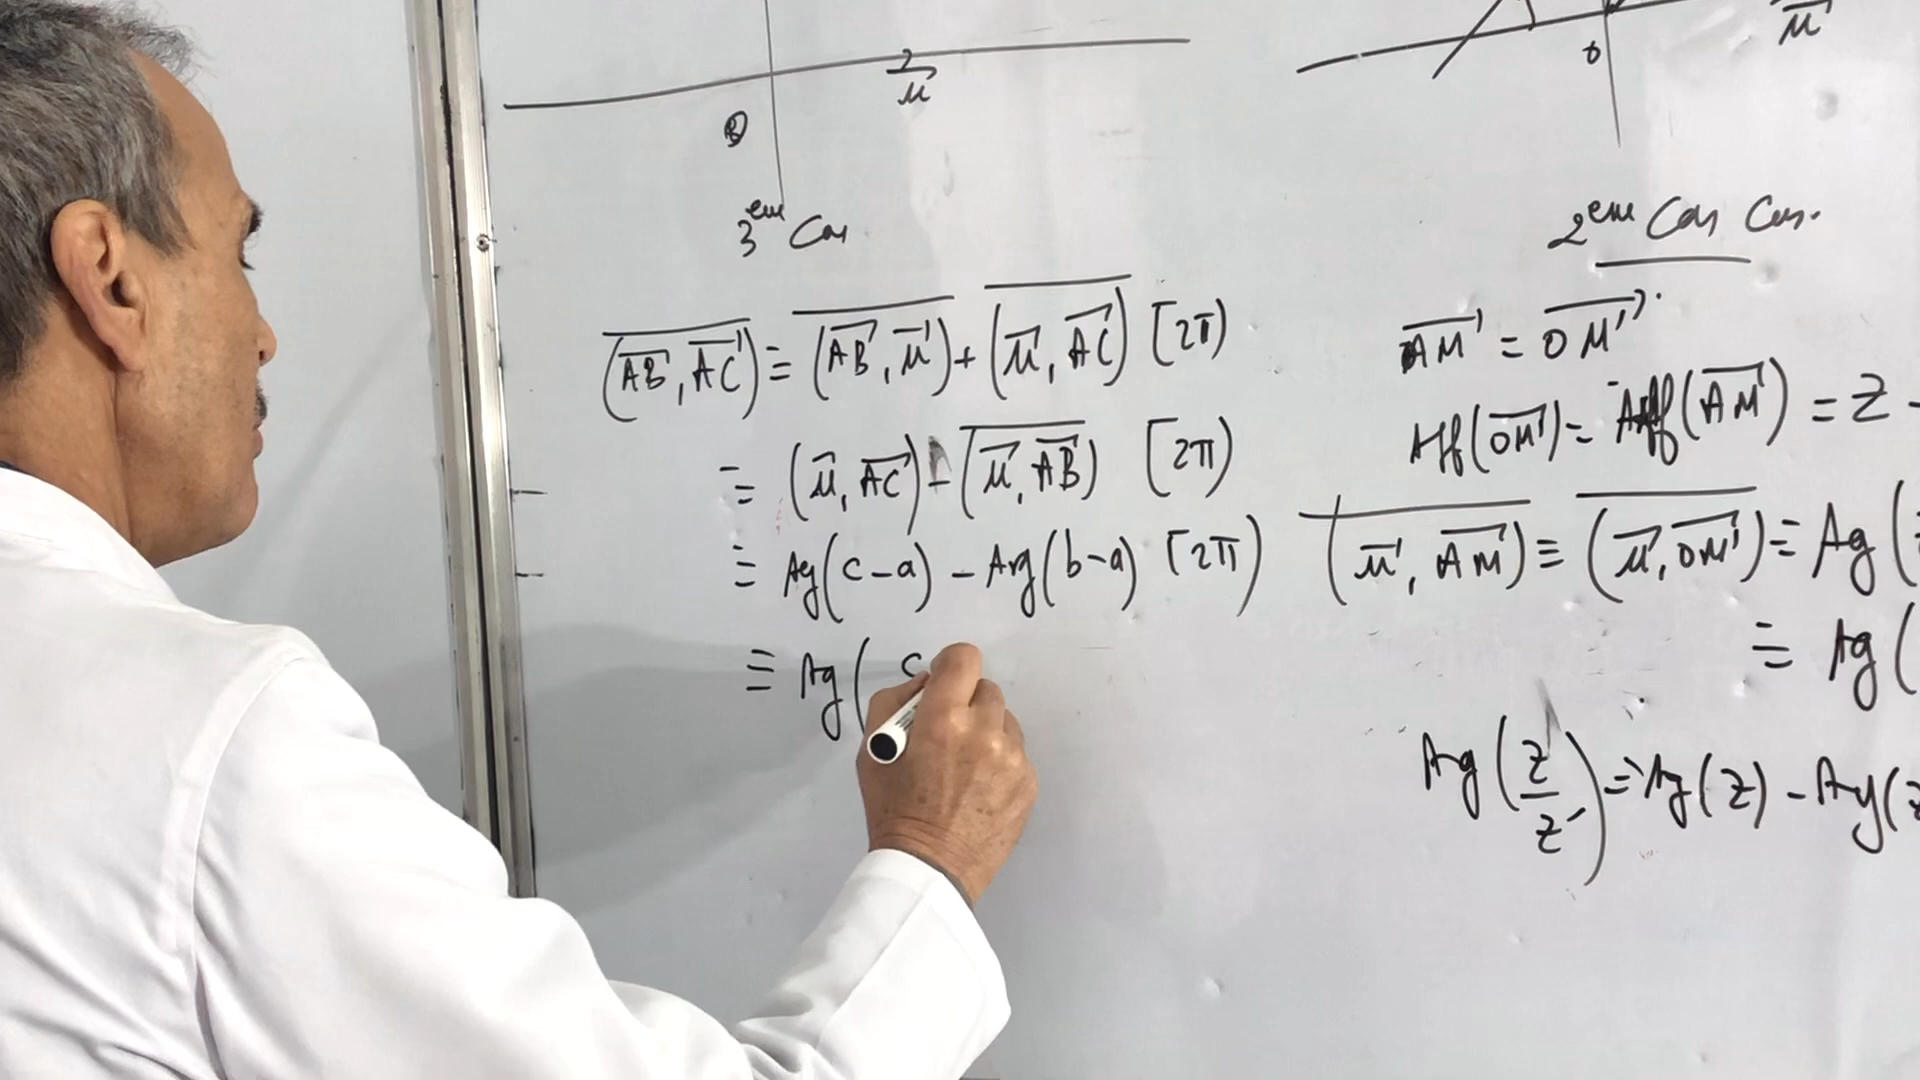 u⃗
3ème Cas
(AB⃗, AC⃗) ≡ (AB⃗, u⃗) + (u⃗, AC⃗) [2π]
≡ (u⃗, AC⃗) - (u⃗, AB⃗) [2π]
≡ Arg(c-a) - Arg(b-a) [2π]
≡ Arg( c
o
u⃗
2ème Cas
AM⃗ = OM'⃗
Aff(OM'⃗) = Aff(AM⃗) = Z -
(u⃗, AM⃗) ≡ (u⃗, OM'⃗) ≡ Arg(
≡ Arg(
Arg(z/z') = Arg(z) - Arg(z